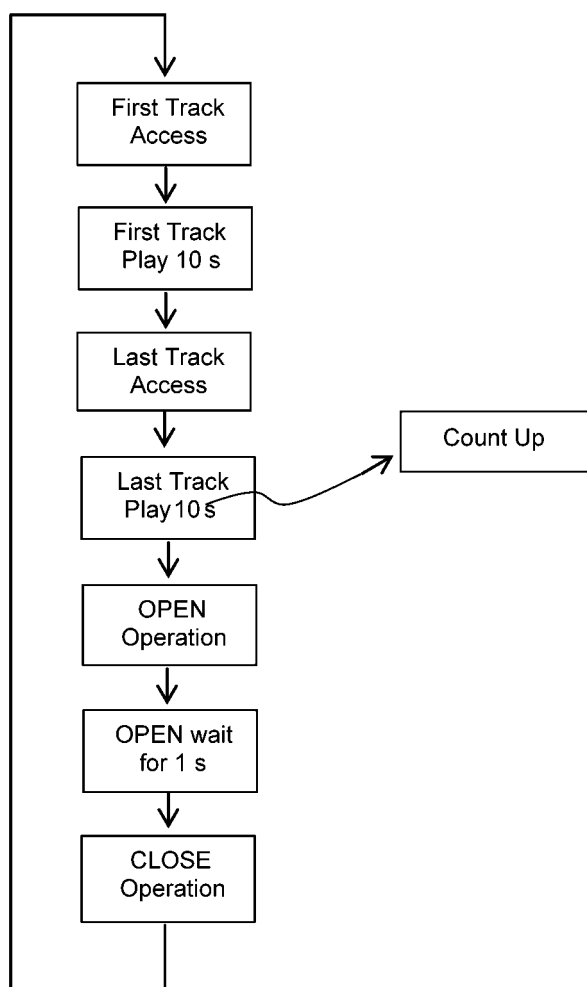 First Track
Access
First Track
Play 10 s
Last Track
Access
Count Up
Last Track
Play 10 s
OPEN
Operation
OPEN wait
for 1 s
CLOSE
Operation